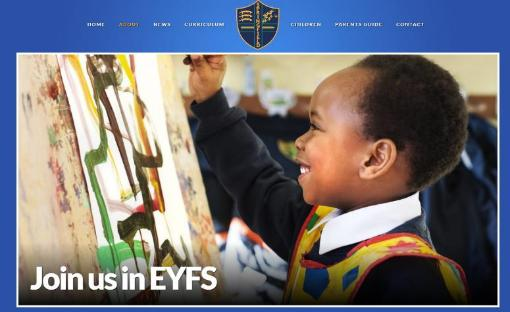 HOME ABOUT NEWS CURRICULUM CHILDREN PARENTS GUIDE CONTACT
Join us in EYFS